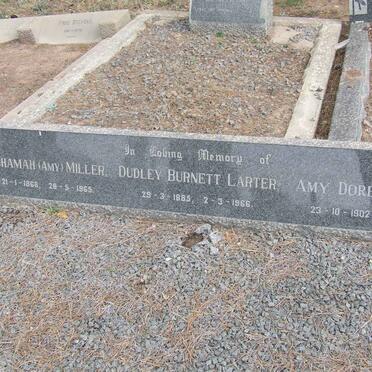 In Loving Memory of
HAMAH (AMY) MILLER, DUDLEY BURNETT LARTER, AMY DORE
21-1-1868, 28-5-1965. 29-3-1885, 2-3-1966. 23-10-1902